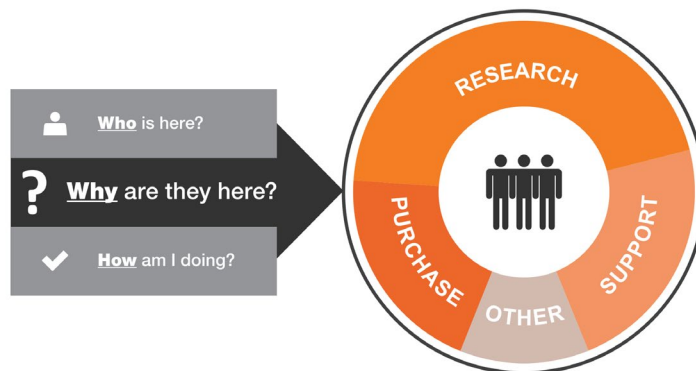 Who is here?
? Why are they here?
How am I doing?
RESEARCH
PURCHASE
SUPPORT
OTHER